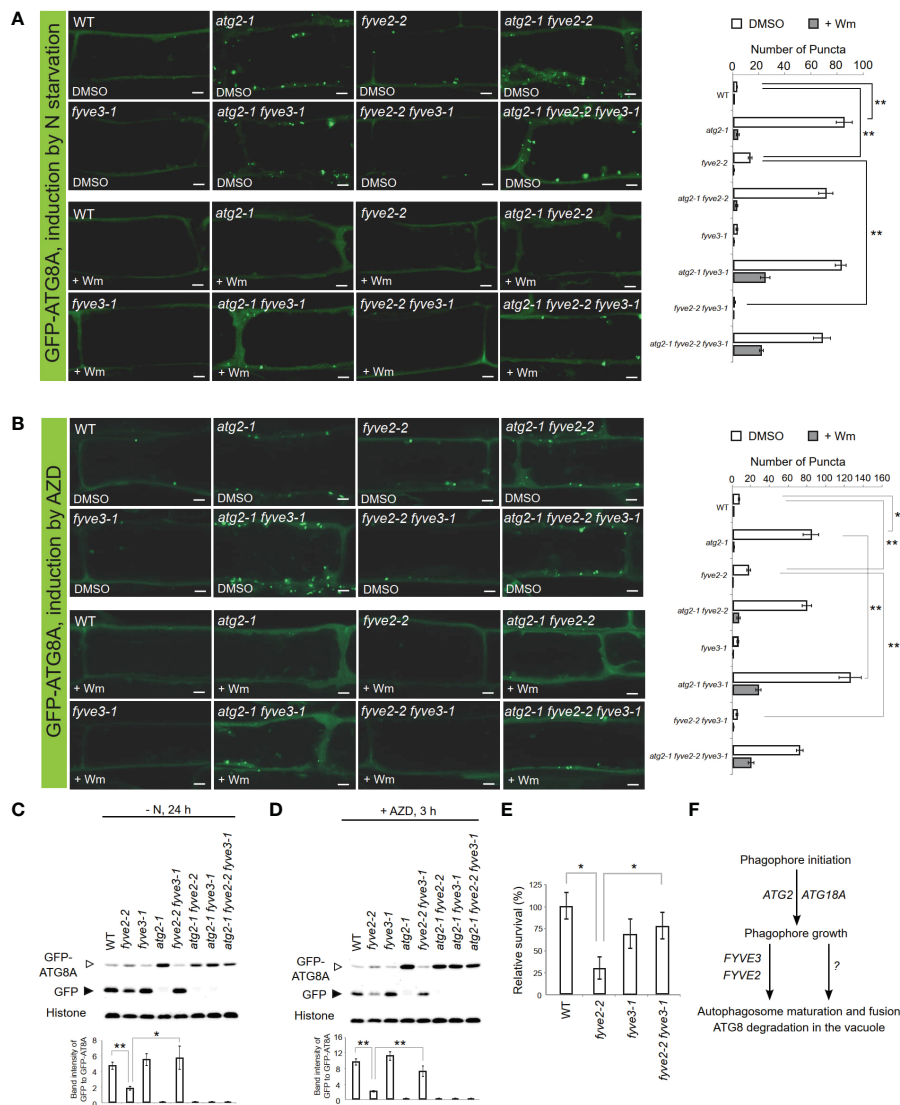 A
GFP-ATG8A, induction by N starvation
WT
atg2-1
fyve2-2
atg2-1 fyve2-2
DMSO
DMSO
DMSO
DMSO
fyve3-1
atg2-1 fyve3-1
fyve2-2 fyve3-1
atg2-1 fyve2-2 fyve3-1
DMSO
DMSO
DMSO
DMSO
WT
atg2-1
fyve2-2
atg2-1 fyve2-2
+ Wm
+ Wm
+ Wm
+ Wm
fyve3-1
atg2-1 fyve3-1
fyve2-2 fyve3-1
atg2-1 fyve2-2 fyve3-1
+ Wm
+ Wm
+ Wm
+ Wm
DMSO
+ Wm
Number of Puncta
0 20 40 60 80 100
WT
atg2-1
fyve2-2
atg2-1 fyve2-2
fyve3-1
atg2-1 fyve3-1
fyve2-2 fyve3-1
atg2-1 fyve2-2 fyve3-1
**
**
**
B
GFP-ATG8A, induction by AZD
WT
atg2-1
fyve2-2
atg2-1 fyve2-2
DMSO
DMSO
DMSO
DMSO
fyve3-1
atg2-1 fyve3-1
fyve2-2 fyve3-1
atg2-1 fyve2-2 fyve3-1
DMSO
DMSO
DMSO
DMSO
WT
atg2-1
fyve2-2
atg2-1 fyve2-2
+ Wm
+ Wm
+ Wm
+ Wm
fyve3-1
atg2-1 fyve3-1
fyve2-2 fyve3-1
atg2-1 fyve2-2 fyve3-1
+ Wm
+ Wm
+ Wm
+ Wm
DMSO
+ Wm
Number of Puncta
0 20 40 60 80 100 120 140 160
WT
atg2-1
fyve2-2
atg2-1 fyve2-2
fyve3-1
atg2-1 fyve3-1
fyve2-2 fyve3-1
atg2-1 fyve2-2 fyve3-1
*
**
**
**
C
- N, 24 h
WT
fyve2-2
fyve3-1
atg2-1
fyve2-2 fyve3-1
atg2-1 fyve2-2
atg2-1 fyve3-1
atg2-1 fyve2-2 fyve3-1
GFP-
ATG8A
GFP
Histone
Band intensity of
GFP to GFP-AT8A
8
6
4
2
0
**
*
D
+ AZD, 3 h
WT
fyve2-2
fyve3-1
atg2-1
fyve2-2 fyve3-1
atg2-1 fyve2-2
atg2-1 fyve3-1
atg2-1 fyve2-2 fyve3-1
GFP-
ATG8A
GFP
Histone
Band intensity of
GFP to GFP-AT8A
16
12
8
4
0
**
**
E
Relative survival (%)
125
100
75
50
25
0
*
*
WT
fyve2-2
fyve3-1
fyve2-2 fyve3-1
F
Phagophore initiation
ATG2 ATG18A
Phagophore growth
FYVE3
FYVE2
?
Autophagosome maturation and fusion
ATG8 degradation in the vacuole